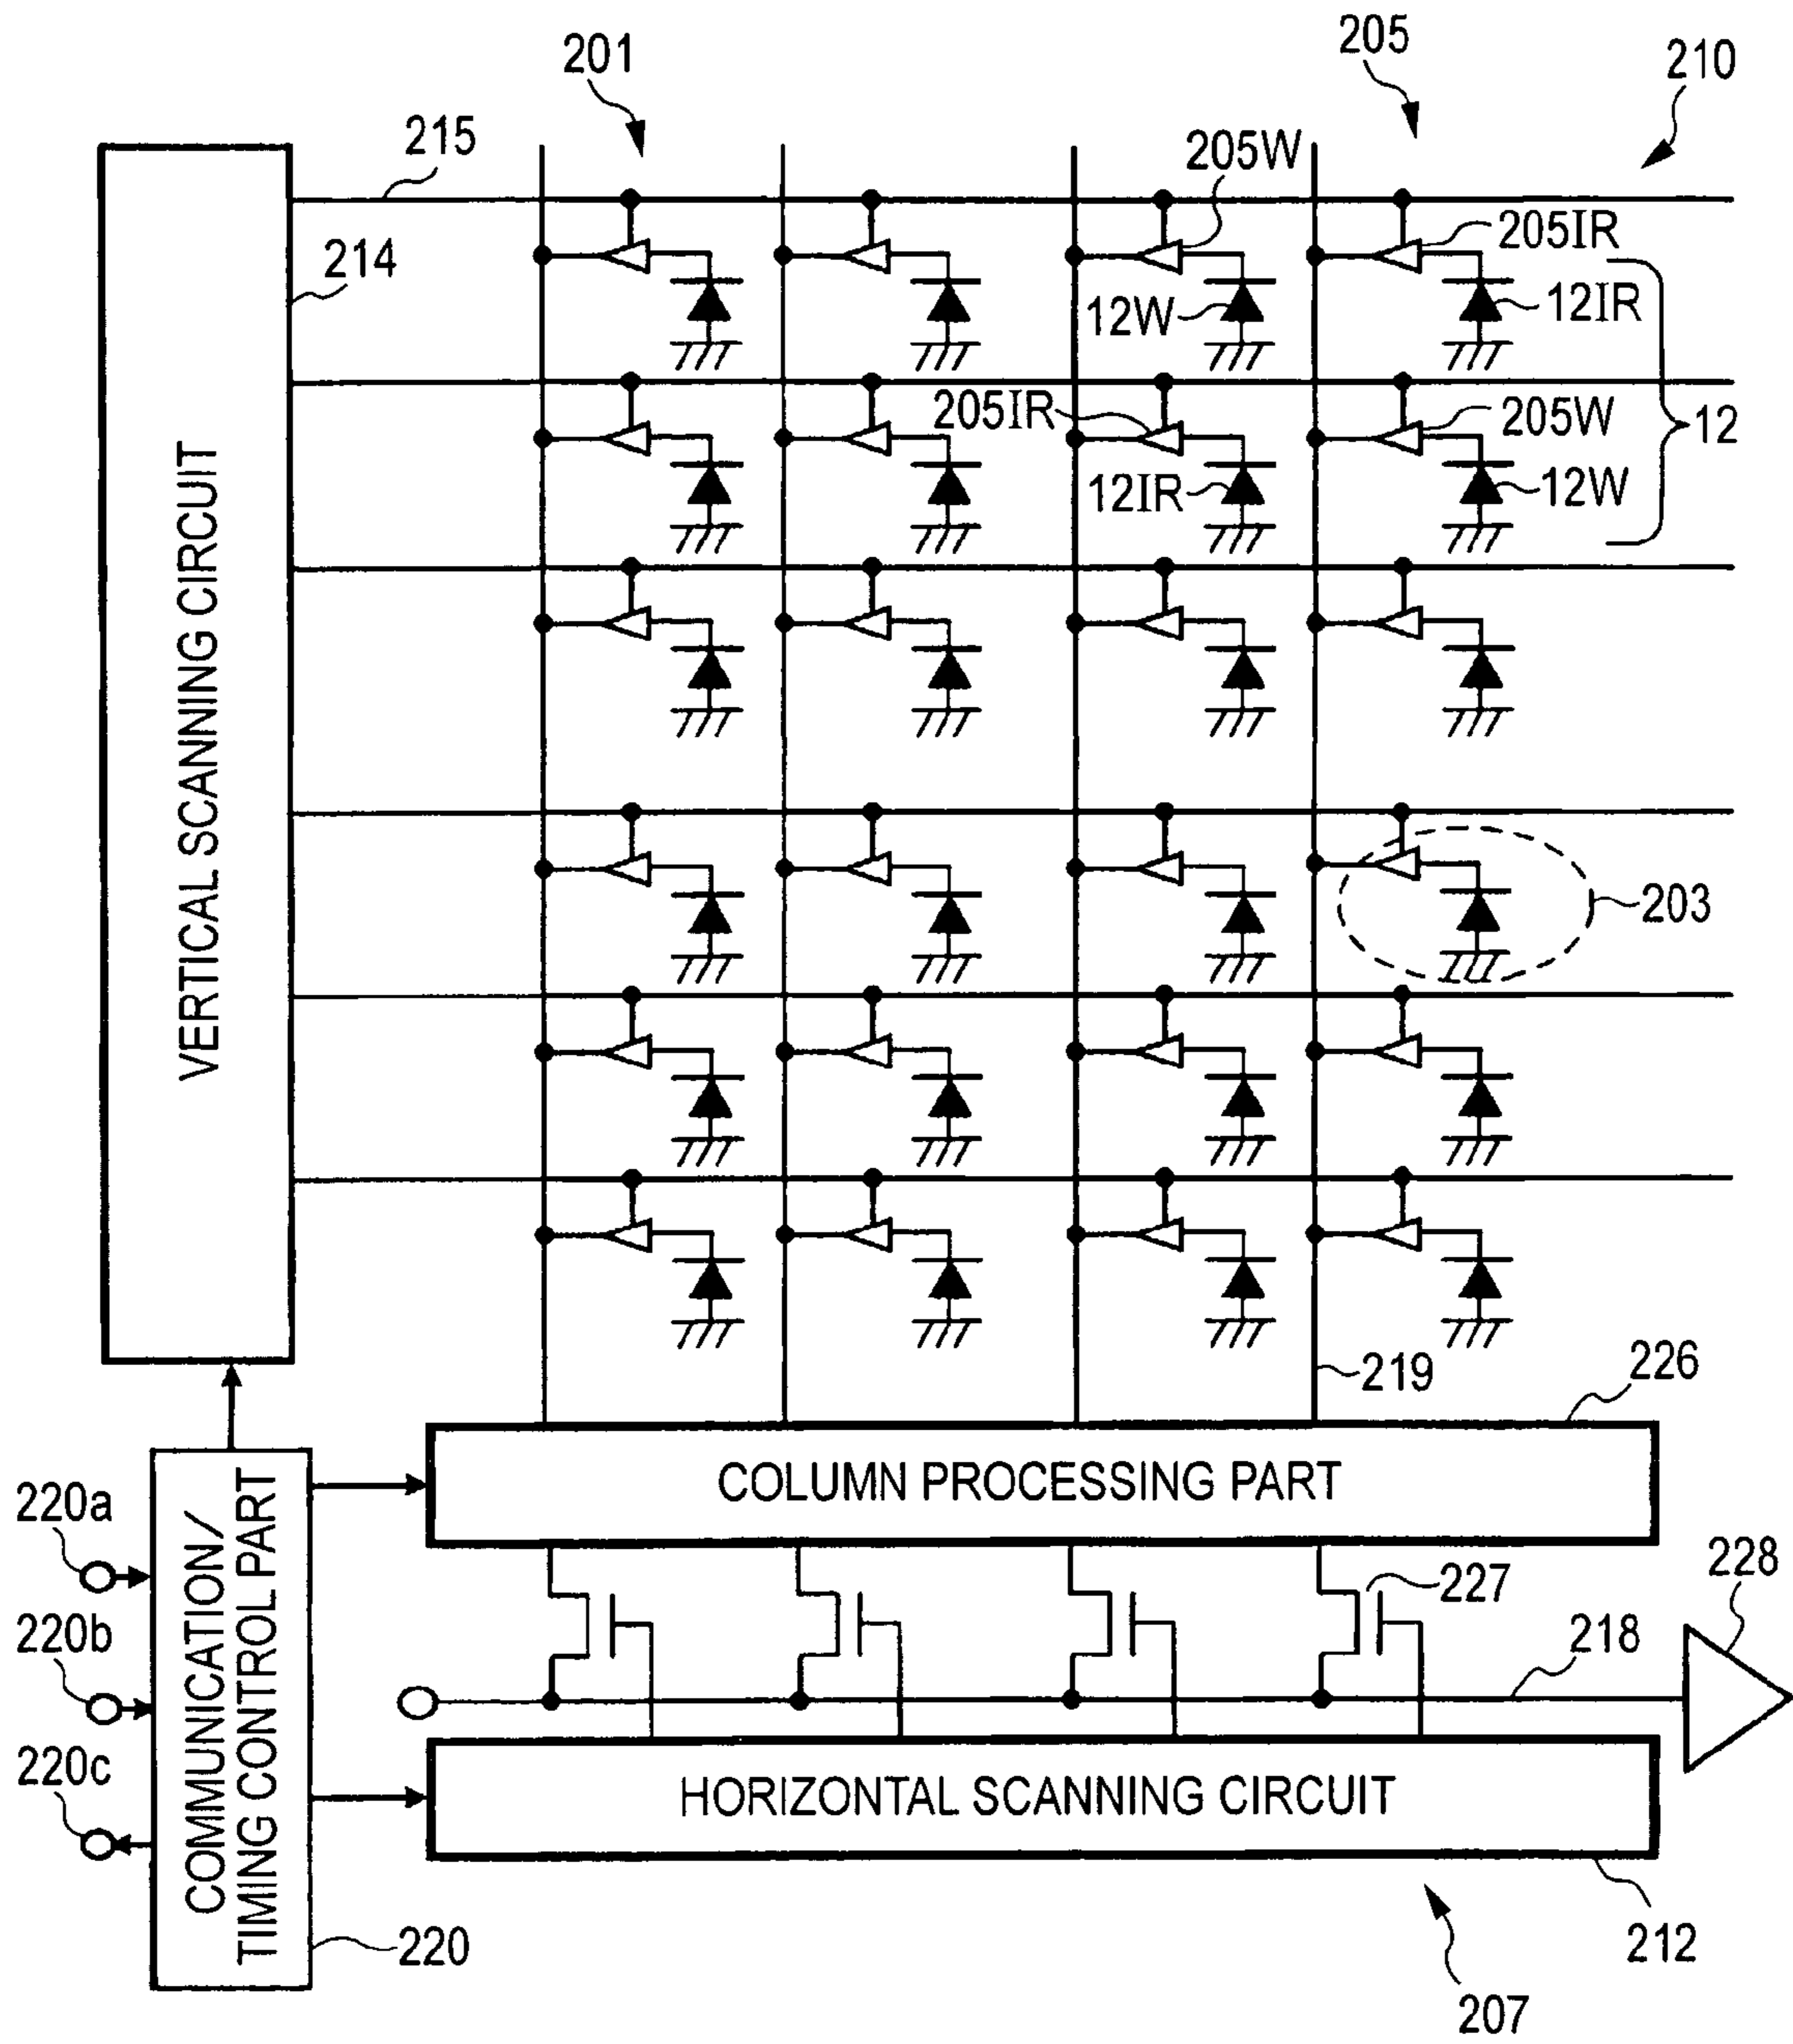 201
205
210
215
205W
214
205IR
12W
12IR
205IR
205W
12
12IR
12W
VERTICAL SCANNING CIRCUIT
203
219
226
COLUMN PROCESSING PART
220a
220b
220c
COMMUNICATION/
TIMING CONTROL PART
227
228
218
HORIZONTAL SCANNING CIRCUIT
220
212
207